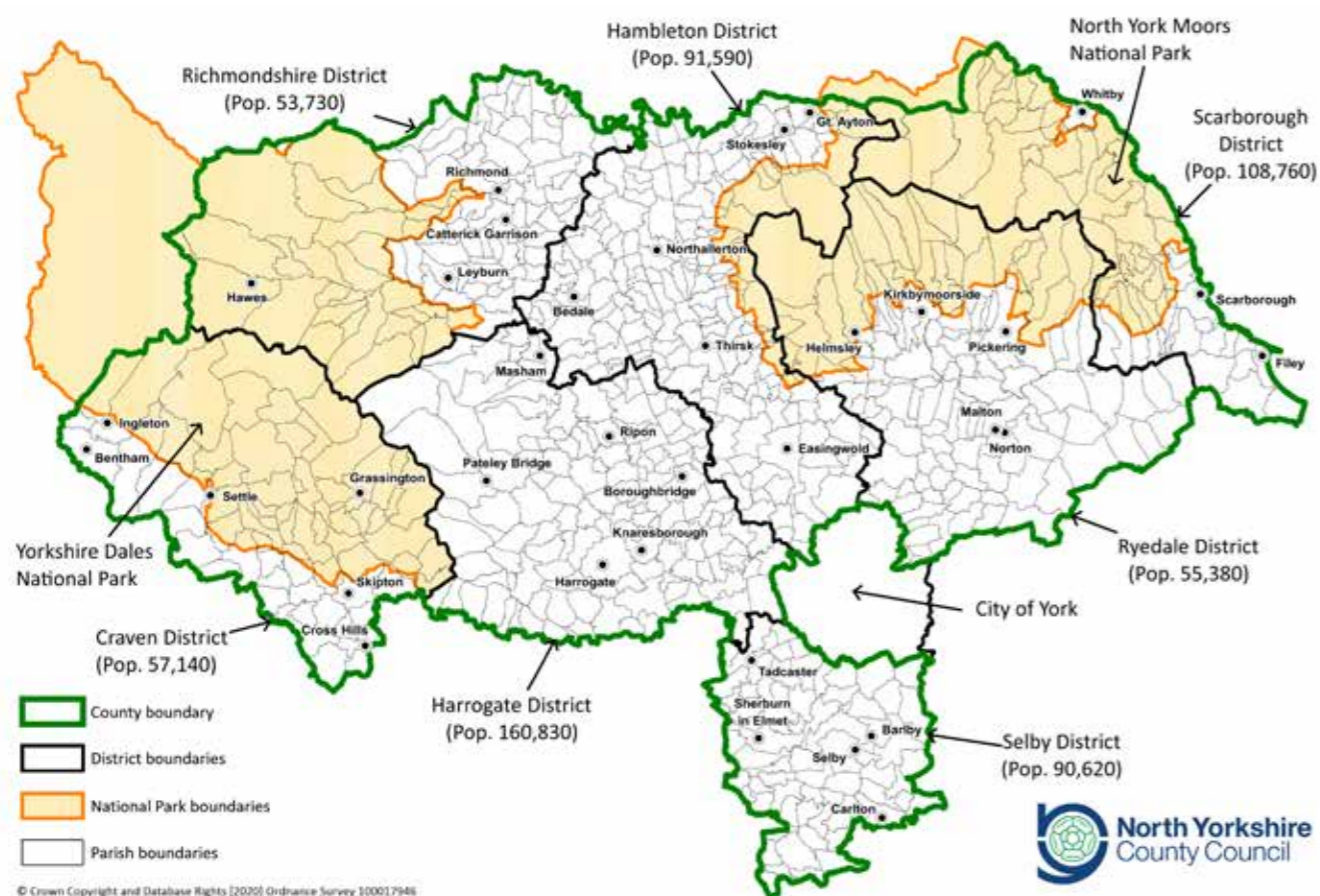 Hambleton District
(Pop. 91,590)
North York Moors
National Park
Richmondshire District
(Pop. 53,730)
Whitby
Scarborough
District
(Pop. 108,760)
Gt. Ayton
Stokesley
Richmond
Catterick Garrison
Northallerton
Leyburn
Hawes
Bedale
Kirkbymoorside
Scarborough
Helmsley
Pickering
Thirsk
Masham
Filey
Ingleton
Bentham
Malton
Norton
Ripon
Easingwold
Pateley Bridge
Grassington
Settle
Boroughbridge
Knaresborough
Harrogate
Yorkshire Dales
National Park
Skipton
Ryedale District
(Pop. 55,380)
City of York
Cross Hills
Craven District
(Pop. 57,140)
Tadcaster
Harrogate District
(Pop. 160,830)
Sherburn
in Elmet
Barlby
Selby
Selby District
(Pop. 90,620)
Carlton
County boundary
District boundaries
National Park boundaries
Parish boundaries
North Yorkshire
County Council
© Crown Copyright and Database Rights [2020] Ordnance Survey 100017946